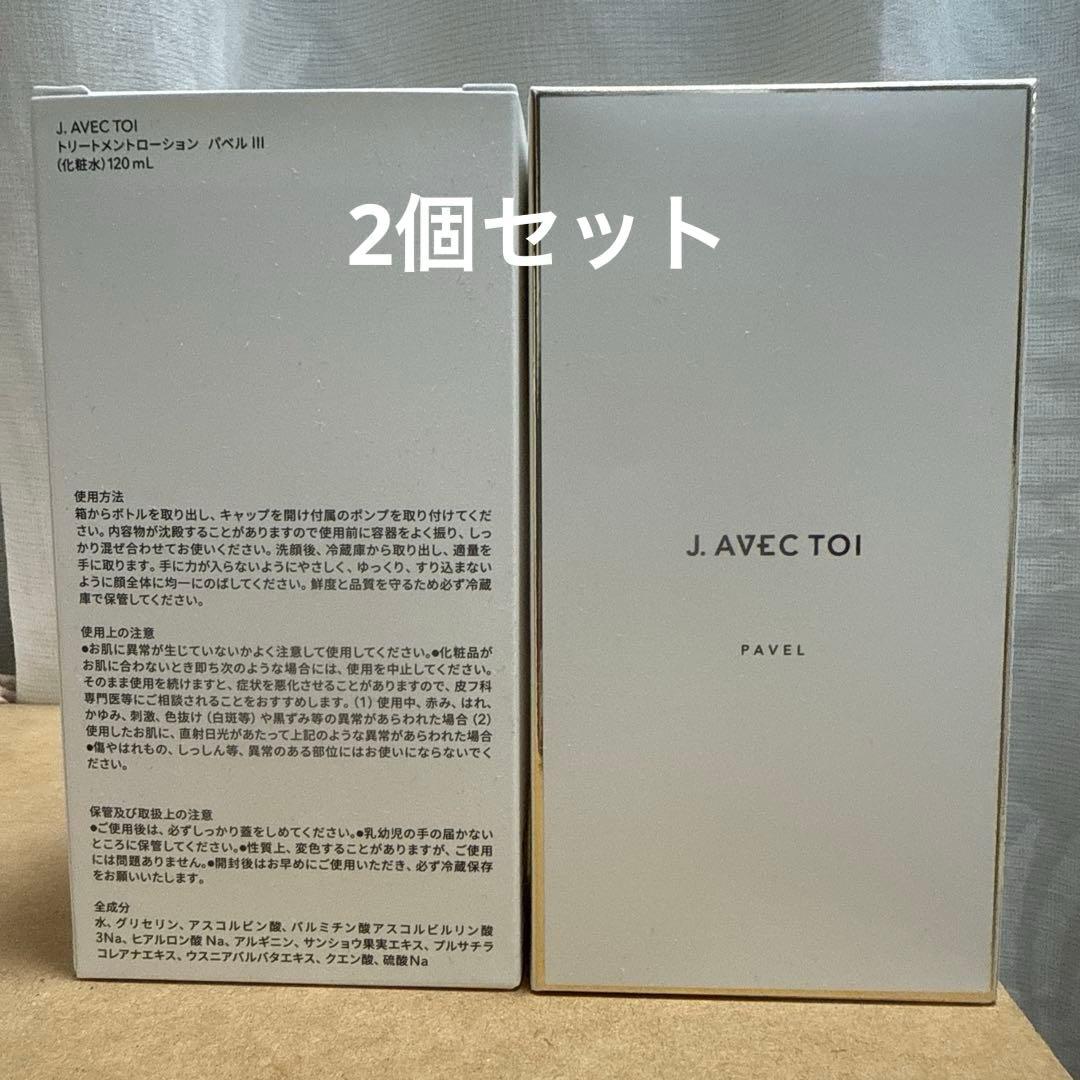 J. AVEC TOI
トリートメントローション パベル III
(化粧水)120mL
2個セット
使用方法
箱からボトルを取り出し、キャップを開け付属のポンプを取り付けてくだ
さい。内容物が沈殿することがありますので使用前に容器をよく振り、しっ
かり混ぜ合わせてお使いください。洗顔後、冷蔵庫から取り出し、適量を
手に取ります。手に力が入らないようにやさしく、ゆっくり、すり込まない
ように顔全体に均一にのばしてください。鮮度と品質を守るため必ず冷蔵
庫で保管してください。
使用上の注意
●お肌に異常が生じていないかよく注意して使用してください。●化粧品が
お肌に合わないとき即ち次のような場合には、使用を中止してください。
そのまま使用を続けますと、症状を悪化させることがありますので、皮フ科
専門医等にご相談されることをおすすめします。(1)使用中、赤み、はれ、
かゆみ、刺激、色抜け(白斑等)や黒ずみ等の異常があらわれた場合(2)
使用したお肌に、直射日光があたって上記のような異常があらわれた場合
●傷やはれもの、しっしん等、異常のある部位にはお使いにならないでく
ださい。
保管及び取扱上の注意
●ご使用後は、必ずしっかり蓋をしめてください。●乳幼児の手の届かない
ところに保管してください。●性質上、変色することがありますが、ご使用
には問題ありません。●開封後はお早めにご使用いただき、必ず冷蔵保存
をお願いいたします。
全成分
水、グリセリン、アスコルビン酸、パルミチン酸アスコルビルリン酸
3Na、ヒアルロン酸Na、アルギニン、サンショウ果実エキス、プルサチラ
コレアナエキス、ウスニアバルバタエキス、クエン酸、硫酸Na
J. AVEC TOI
PAVEL